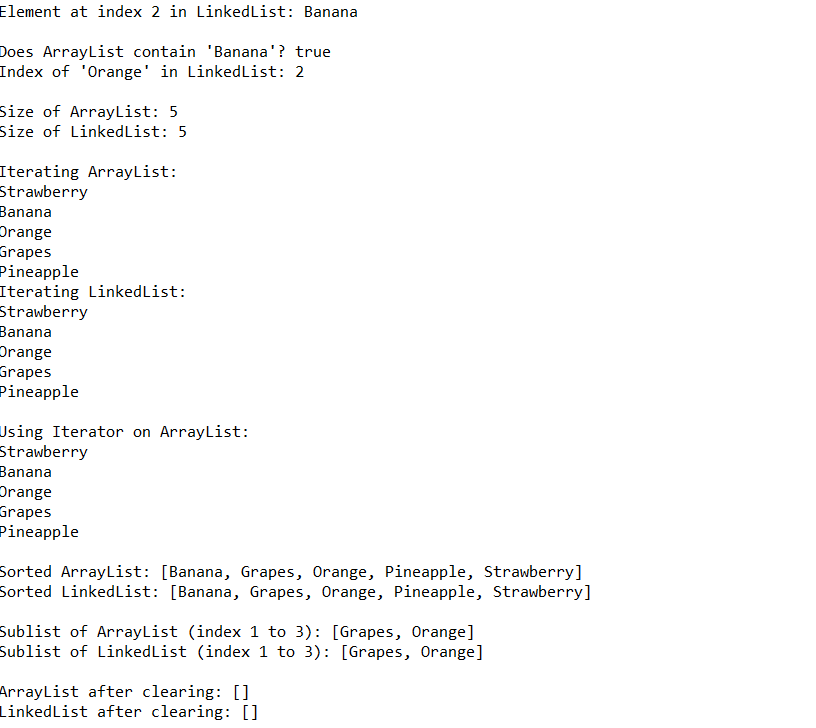 Element at index 2 in LinkedList: Banana
Does ArrayList contain 'Banana'? true
Index of 'Orange' in LinkedList: 2
Size of ArrayList: 5
Size of LinkedList: 5
Iterating ArrayList:
Strawberry
Banana
Orange
Grapes
Pineapple
Iterating LinkedList:
Strawberry
Banana
Orange
Grapes
Pineapple
Using Iterator on ArrayList:
Strawberry
Banana
Orange
Grapes
Pineapple
Sorted ArrayList: [Banana, Grapes, Orange, Pineapple, Strawberry]
Sorted LinkedList: [Banana, Grapes, Orange, Pineapple, Strawberry]
Sublist of ArrayList (index 1 to 3): [Grapes, Orange]
Sublist of LinkedList (index 1 to 3): [Grapes, Orange]
ArrayList after clearing: []
LinkedList after clearing: []